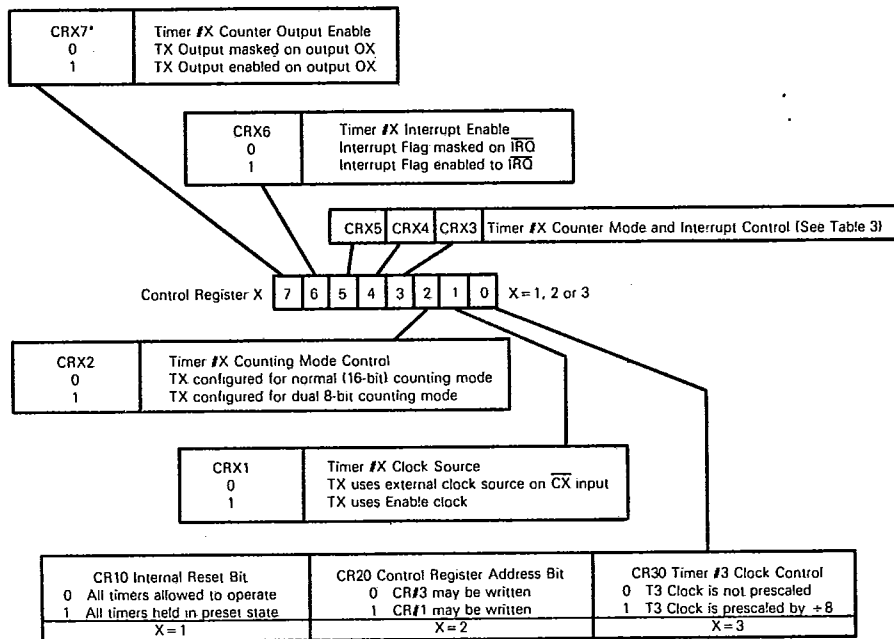 CRX7* Timer #X Counter Output Enable
0 TX Output masked on output OX
1 TX Output enabled on output OX
CRX6 Timer #X Interrupt Enable
0 Interrupt Flag masked on IRQ
1 Interrupt Flag enabled to IRQ
CRX5 CRX4 CRX3 Timer #X Counter Mode and Interrupt Control (See Table 3)
Control Register X 7 6 5 4 3 2 1 0 X=1, 2 or 3
CRX2 Timer #X Counting Mode Control
0 TX configured for normal (16-bit) counting mode
1 TX configured for dual 8-bit counting mode
CRX1 Timer #X Clock Source
0 TX uses external clock source on CX input
1 TX uses Enable clock
CR10 Internal Reset Bit
0 All timers allowed to operate
1 All timers held in preset state
X=1
CR20 Control Register Address Bit
0 CR#3 may be written
1 CR#1 may be written
X=2
CR30 Timer #3 Clock Control
0 T3 Clock is not prescaled
1 T3 Clock is prescaled by ÷8
X=3